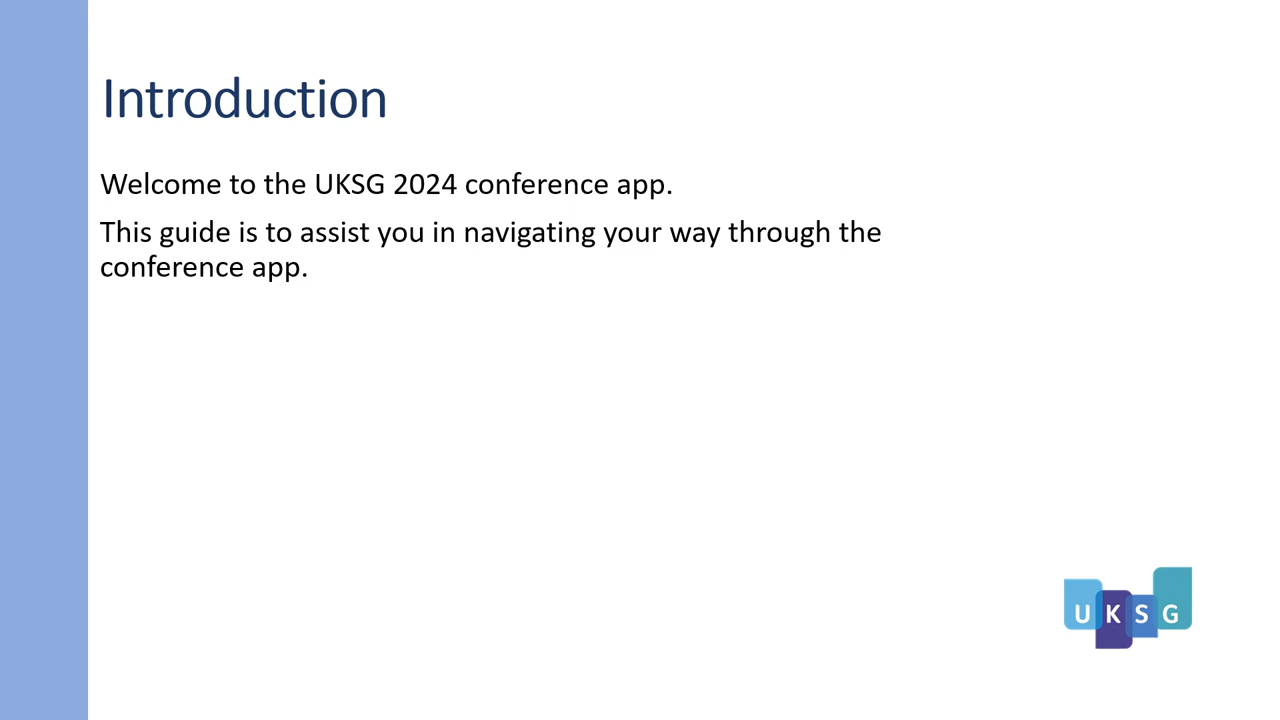 Introduction
Welcome to the UKSG 2024 conference app.
This guide is to assist you in navigating your way through the
conference app.
UKSG